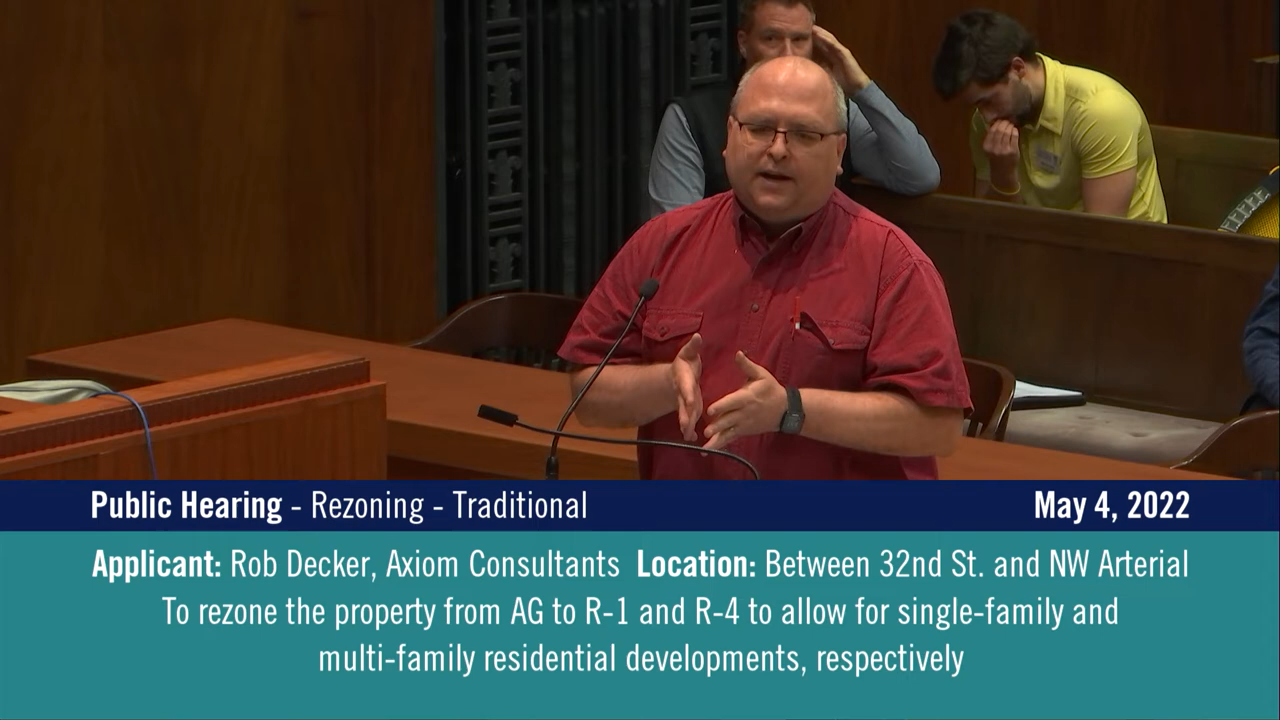 Public Hearing - Rezoning - Traditional May 4, 2022
Applicant: Rob Decker, Axiom Consultants Location: Between 32nd St. and NW Arterial
To rezone the property from AG to R-1 and R-4 to allow for single-family and
multi-family residential developments, respectively